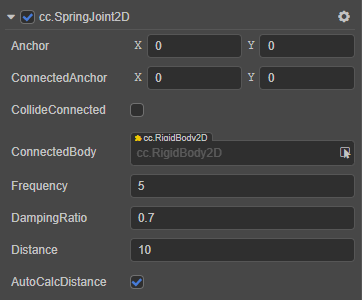 cc.SpringJoint2D
Anchor X 0 Y 0
ConnectedAnchor X 0 Y 0
CollideConnected
cc.RigidBody2D
ConnectedBody cc.RigidBody2D
Frequency 5
DampingRatio 0.7
Distance 10
AutoCalcDistance